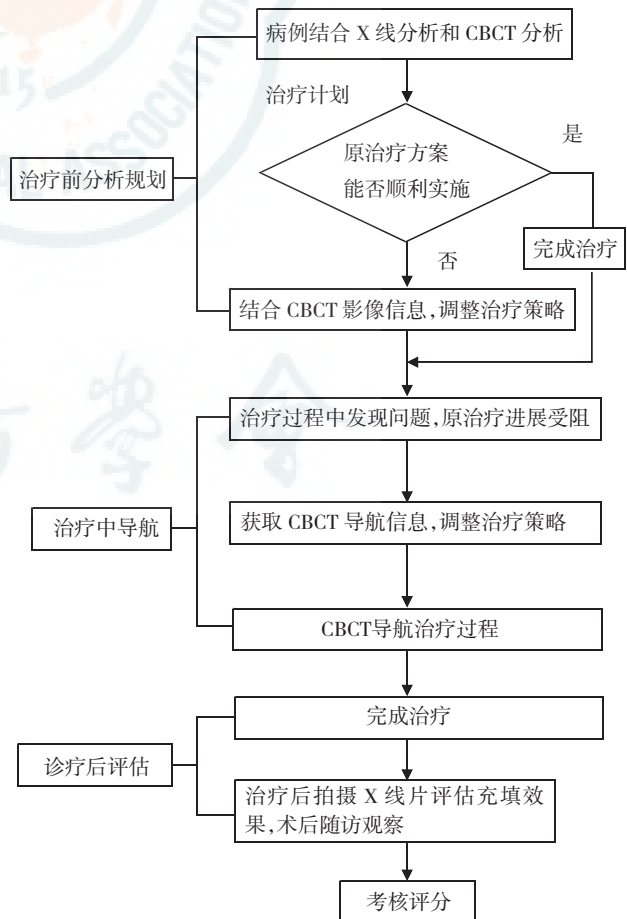 病例结合 X 线分析和 CBCT 分析
治疗计划
原治疗方案
能否顺利实施
是
治疗前分析规划
完成治疗
否
结合 CBCT 影像信息,调整治疗策略
治疗过程中发现问题,原治疗进展受阻
治疗中导航
获取 CBCT 导航信息,调整治疗策略
CBCT导航治疗过程
完成治疗
诊疗后评估
治疗后拍摄 X 线片评估充填效
果,术后随访观察
考核评分
ASSOCIATION
学会